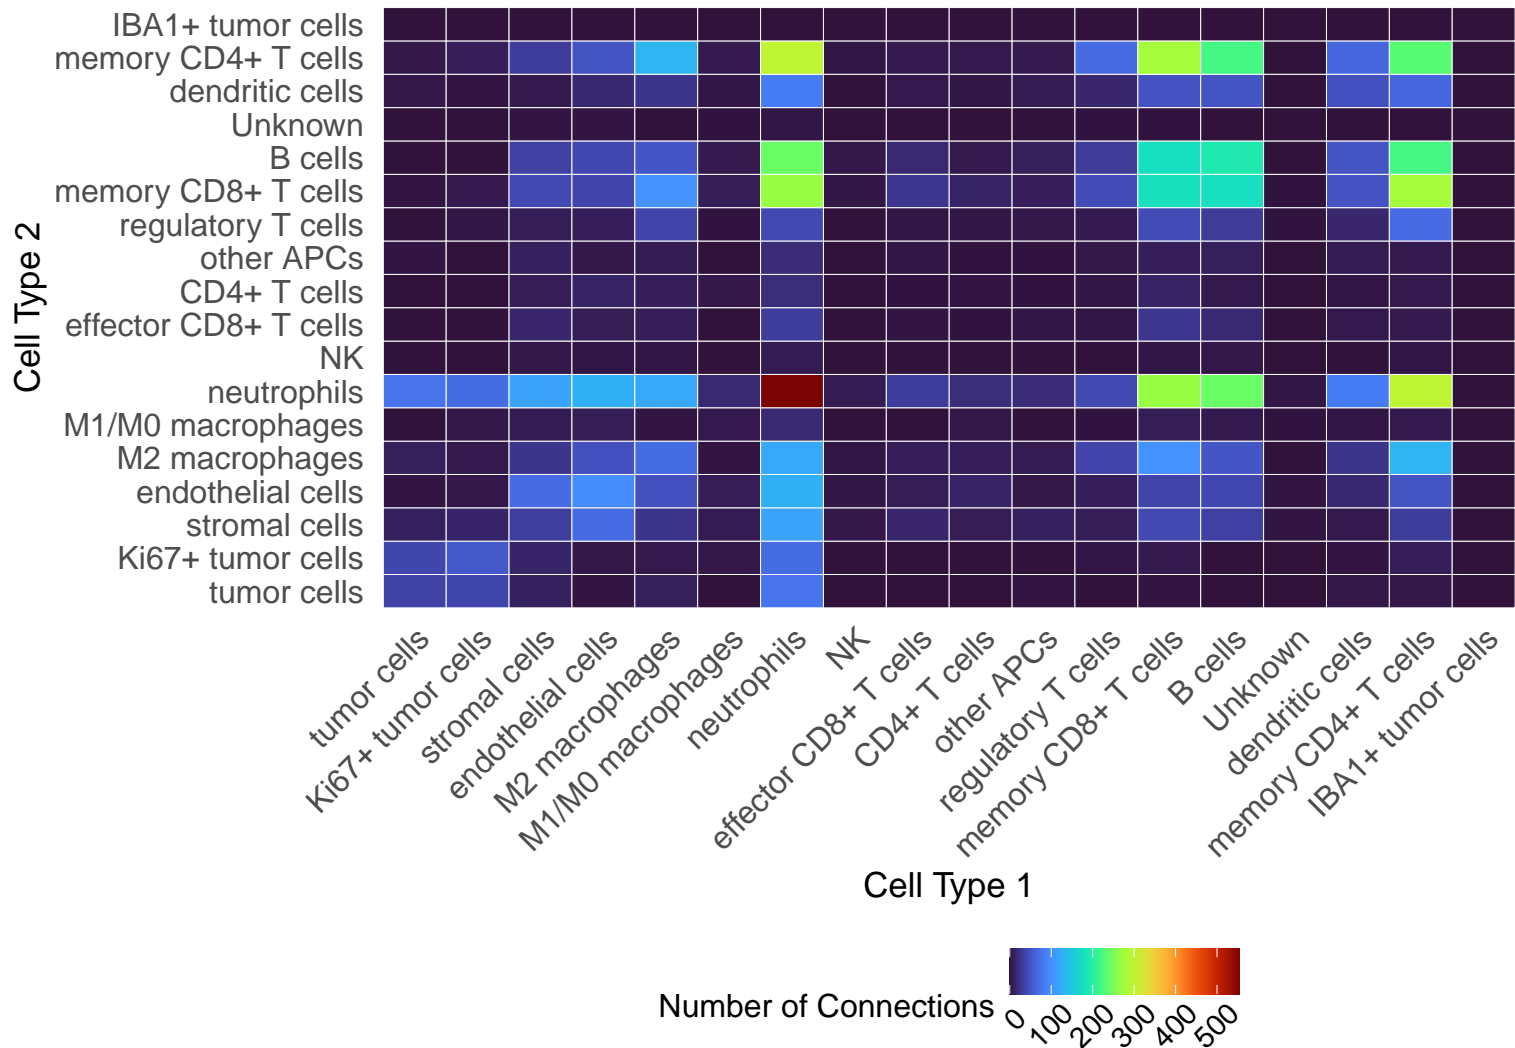 IBA1+ tumor cells
memory CD4+ T cells
dendritic cells
Unknown
B cells
memory CD8+ T cells
regulatory T cells
other APCs
CD4+ T cells
effector CD8+ T cells
NK
neutrophils
M1/M0 macrophages
M2 macrophages
endothelial cells
stromal cells
Ki67+ tumor cells
tumor cells
Cell Type 2
tumor cells
Ki67+ tumor cells
stromal cells
endothelial cells
M2 macrophages
M1/M0 macrophages
neutrophils
NK
effector CD8+ T cells
CD4+ T cells
other APCs
regulatory T cells
memory CD8+ T cells
B cells
Unknown
dendritic cells
memory CD4+ T cells
IBA1+ tumor cells
Cell Type 1
Number of Connections
0
100
200
300
400
500